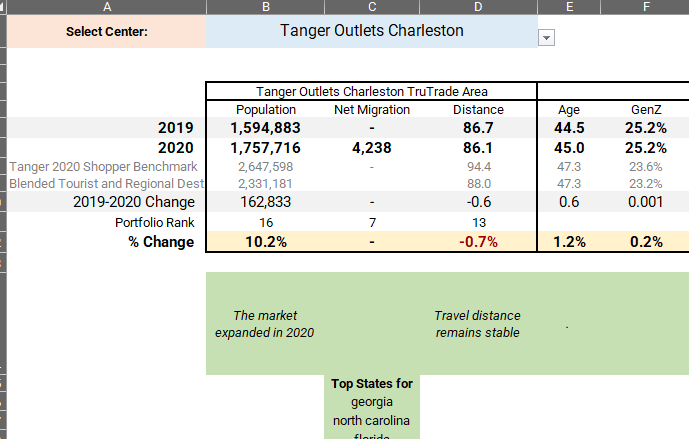 A B C D E F
Select Center: Tanger Outlets Charleston
Tanger Outlets Charleston TruTrade Area
Population Net Migration Distance Age GenZ
2019 1,594,883 - 86.7 44.5 25.2%
2020 1,757,716 4,238 86.1 45.0 25.2%
Tanger 2020 Shopper Benchmark 2,647,598 - 94.4 47.3 23.6%
Blended Tourist and Regional Dest 2,331,181 88.0 47.3 23.2%
2019-2020 Change 162,833 - -0.6 0.6 0.001
Portfolio Rank 16 7 13
% Change 10.2% - -0.7% 1.2% 0.2%
The market
expanded in 2020
Travel distance
remains stable
.
Top States for
georgia
north carolina
florida